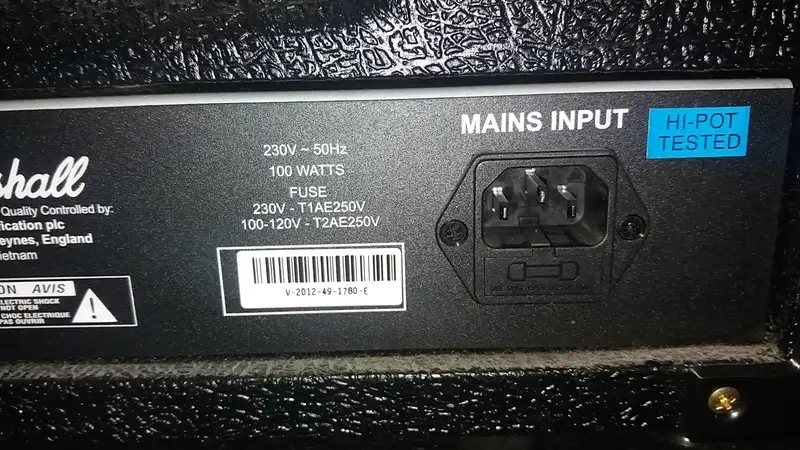 MAINS INPUT
HI-POT
TESTED
230V ~ 50Hz
100 WATTS
FUSE
230V - T1AE250V
100-120V - T2AE250V
shall
Quality Controlled by:
fication plc
eynes, England
ietnam
ON AVIS
ELECTRIC SHOCK
NOT OPEN
CHOC ELECTRIQUE
PAS OUVRIR
V-2012-49-1780-E